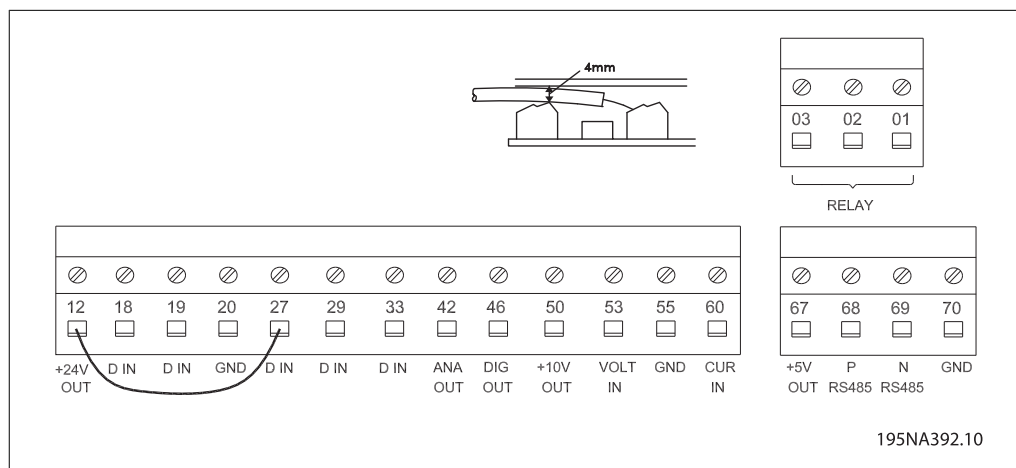 4mm
03 02 01
RELAY
12 18 19 20 27 29 33 42 46 50 53 55 60
+24V OUT D IN D IN GND D IN D IN D IN ANA OUT DIG OUT +10V OUT VOLT IN GND CUR IN
67 68 69 70
+5V OUT P RS485 N RS485 GND
195NA392.10